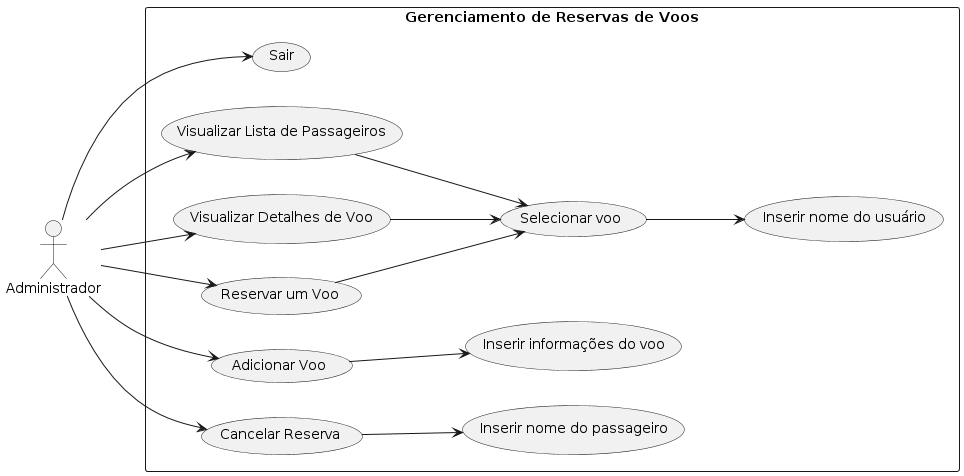 Gerenciamento de Reservas de Voos
Sair
Visualizar Lista de Passageiros
Visualizar Detalhes de Voo
Selecionar voo
Inserir nome do usuário
Administrador
Reservar um Voo
Adicionar Voo
Inserir informações do voo
Cancelar Reserva
Inserir nome do passageiro